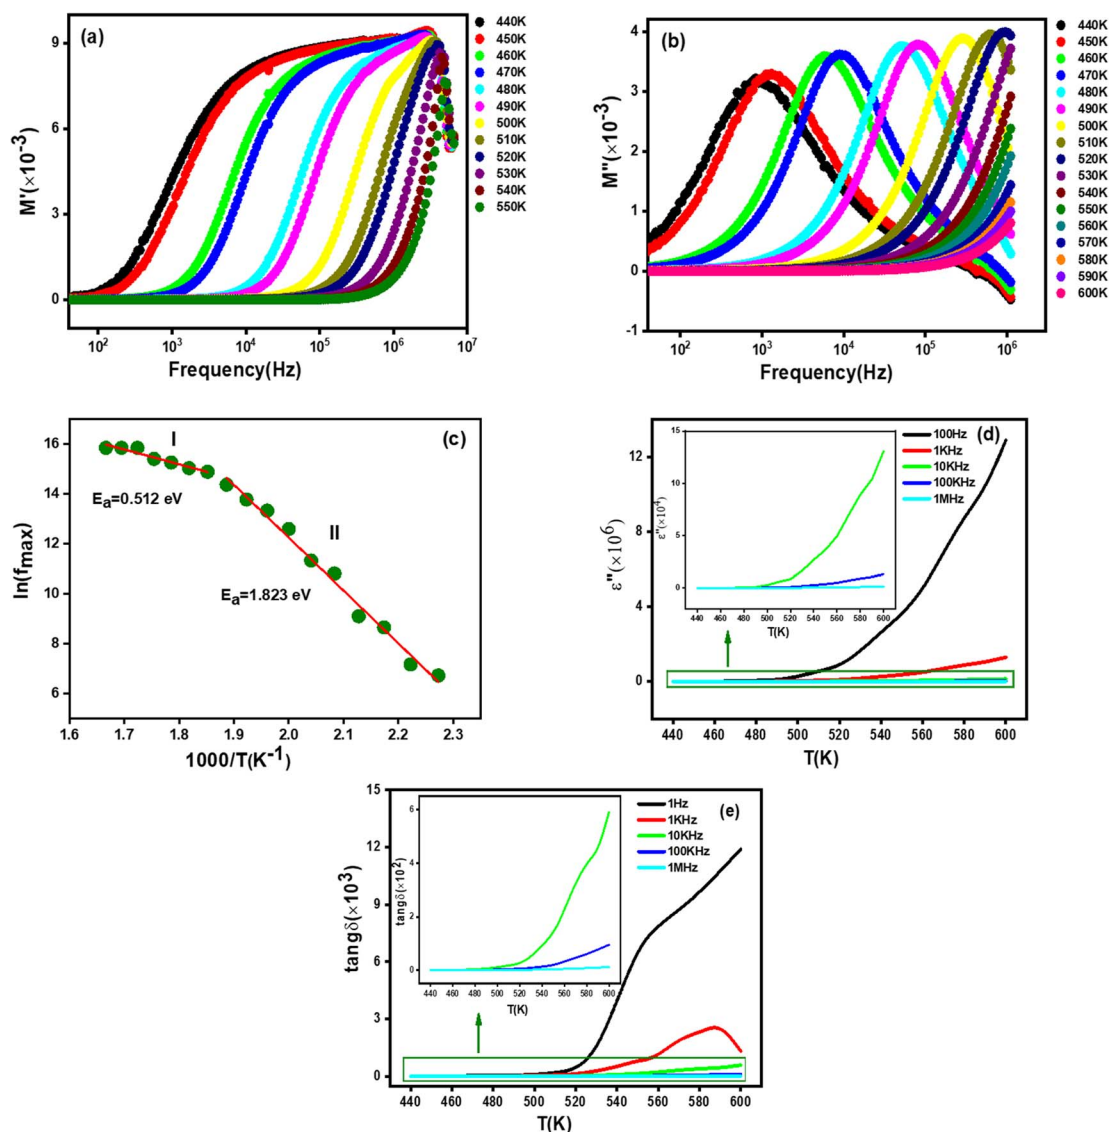 (a)
M'(×10⁻³)
9
6
3
0
10² 10³ 10⁴ 10⁵ 10⁶ 10⁷
Frequency(Hz)
440K
450K
460K
470K
480K
490K
500K
510K
520K
530K
540K
550K
(b)
M''(×10⁻³)
4
3
2
1
0
-1
10² 10³ 10⁴ 10⁵ 10⁶
Frequency(Hz)
440K
450K
460K
470K
480K
490K
500K
510K
520K
530K
540K
550K
560K
570K
580K
590K
600K
(c)
ln(fmax)
16
14
12
10
8
6
I
Ea=0.512 eV
II
Ea=1.823 eV
1.6 1.7 1.8 1.9 2.0 2.1 2.2 2.3
1000/T(K⁻¹)
(d)
ε''(×10⁶)
12
8
4
0
440 460 480 500 520 540 560 580 600
T(K)
100Hz
1KHz
10KHz
100KHz
1MHz
ε''(×10⁴)
15
10
5
0
440 460 480 500 520 540 560 580 600
T(K)
(e)
tangδ(×10³)
15
12
9
6
3
0
440 460 480 500 520 540 560 580 600
T(K)
1Hz
1KHz
10KHz
100KHz
1MHz
tangδ(×10²)
6
4
2
0
440 460 480 500 520 540 560 580 600
T(K)